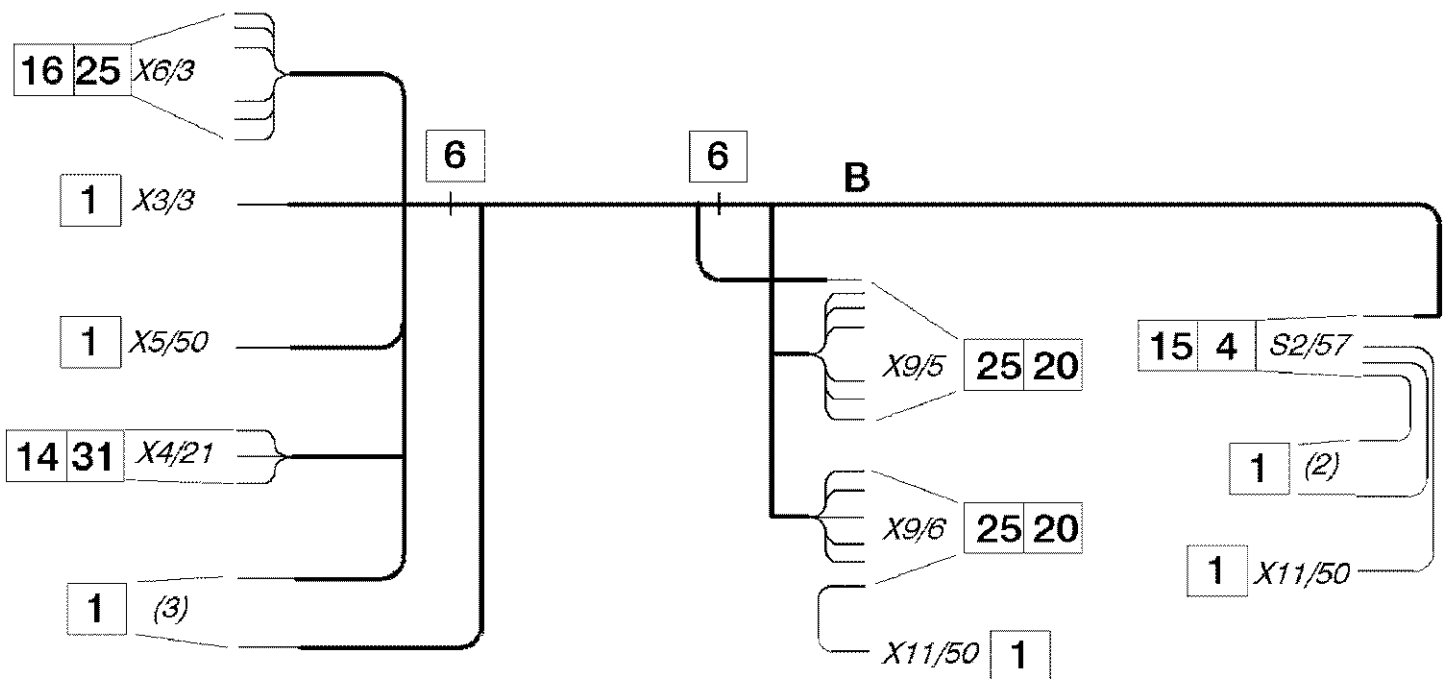 16 25 X6/3
6
6
B
1 X3/3
1 X5/50
15 4 S2/57
X9/5 25 20
14 31 X4/21
1 (2)
X9/6 25 20
1 X11/50
1 (3)
X11/50 1